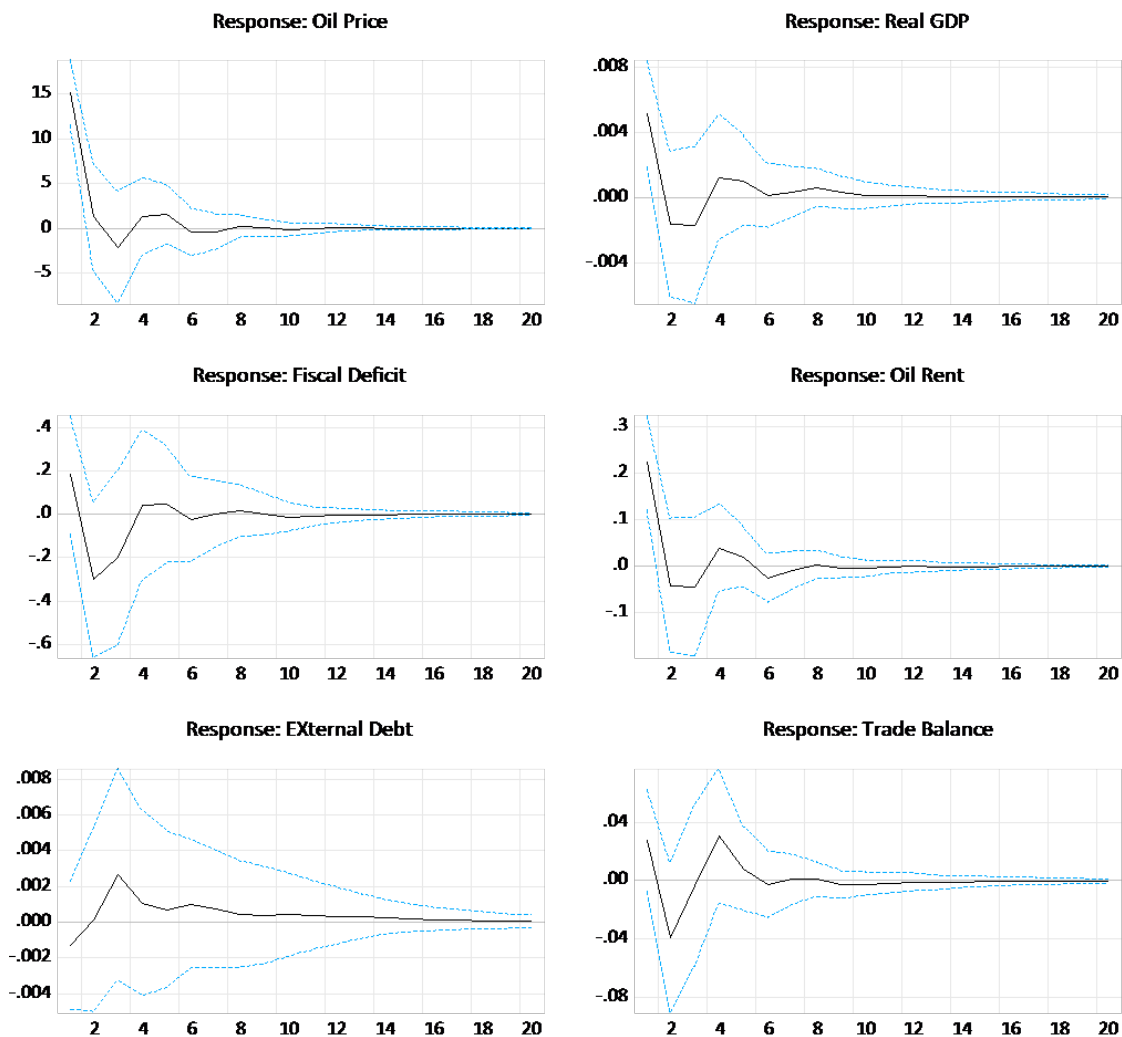 Response: Oil Price
15
10
5
0
-5
2 4 6 8 10 12 14 16 18 20
Response: Real GDP
.008
.004
.000
-.004
2 4 6 8 10 12 14 16 18 20
Response: Fiscal Deficit
.4
.2
.0
-.2
-.4
-.6
2 4 6 8 10 12 14 16 18 20
Response: Oil Rent
.3
.2
.1
.0
-.1
2 4 6 8 10 12 14 16 18 20
Response: EXternal Debt
.008
.006
.004
.002
.000
-.002
-.004
2 4 6 8 10 12 14 16 18 20
Response: Trade Balance
.04
.00
-.04
-.08
2 4 6 8 10 12 14 16 18 20